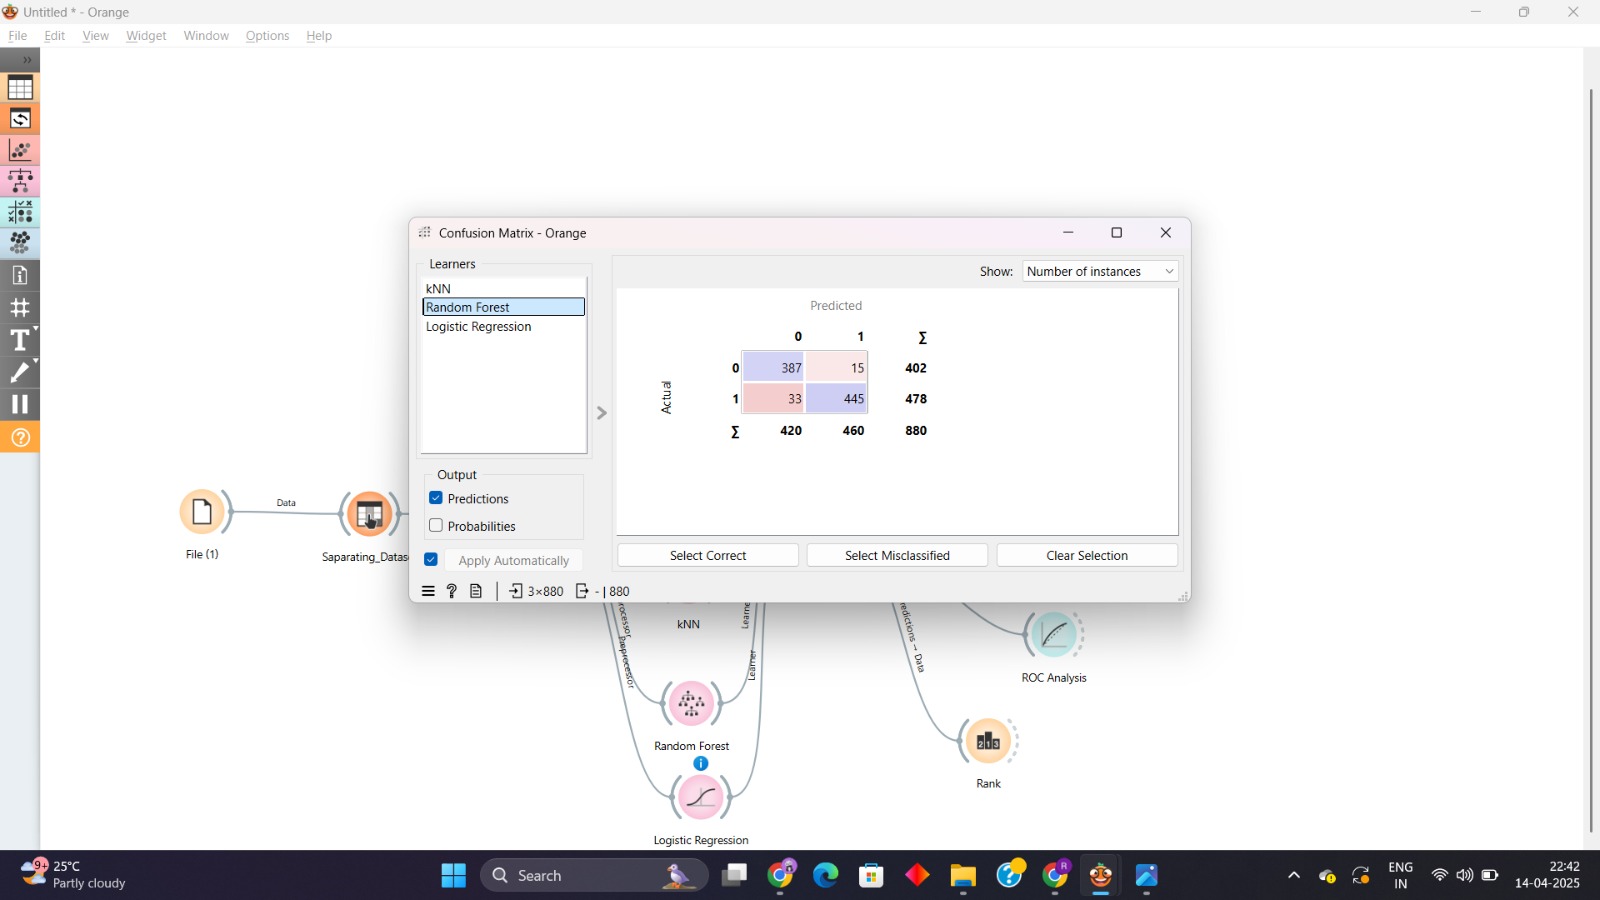 Untitled * - Orange
File Edit View Widget Window Options Help
Confusion Matrix - Orange
Learners
kNN
Random Forest
Logistic Regression
Output
Predictions
Probabilities
Apply Automatically
3×880 - | 880
Show: Number of instances
Predicted
0 1 ∑
Actual
0 387 15 402
1 33 445 478
∑ 420 460 880
Select Correct Select Misclassified Clear Selection
Data
File (1)
kNN
Preprocessor
Learner
Random Forest
Logistic Regression
→ Data
ROC Analysis
Rank
9+ 25°C
Partly cloudy
Search
ENG
IN
22:42
14-04-2025